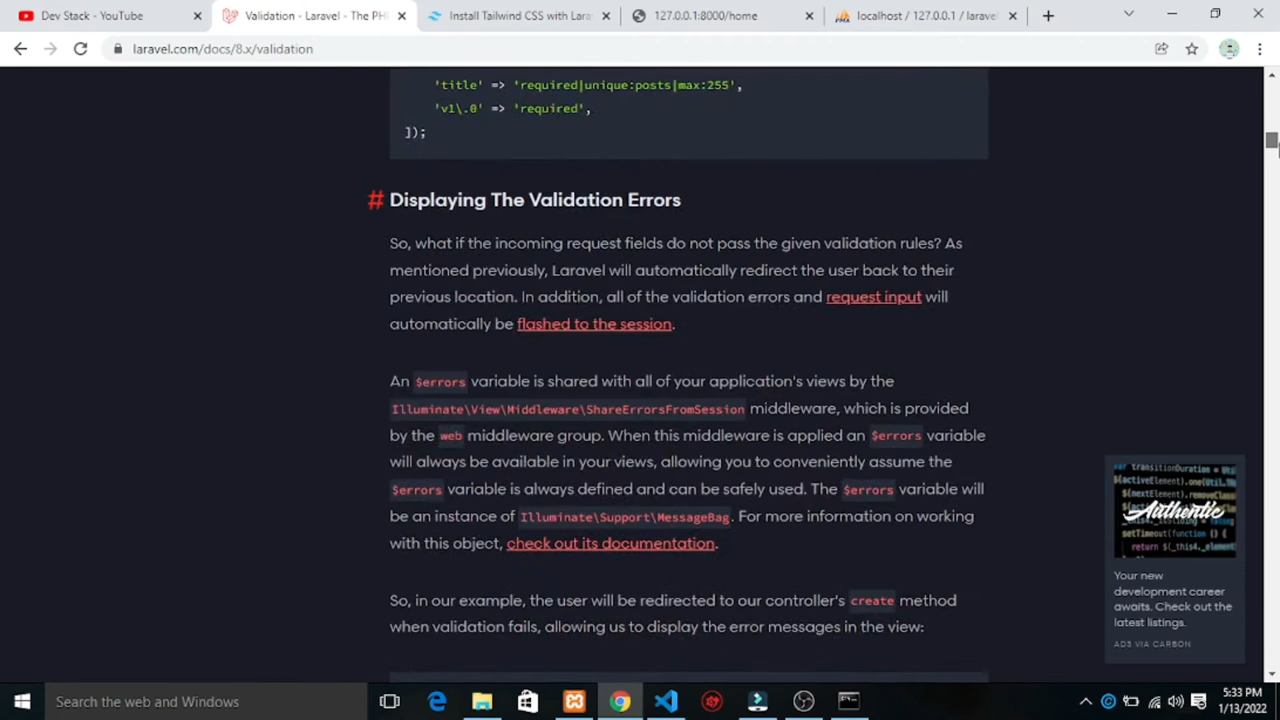 Dev Stack - YouTube
Validation - Laravel - The PH
Install Tailwind CSS with Lara
127.0.0.1:8000/home
localhost / 127.0.0.1 / laravel
laravel.com/docs/8.x/validation
'title' => 'required|unique:posts|max:255',
'v1\.0' => 'required',
]);
# Displaying The Validation Errors
So, what if the incoming request fields do not pass the given validation rules? As
mentioned previously, Laravel will automatically redirect the user back to their
previous location. In addition, all of the validation errors and request input will
automatically be flashed to the session.
An $errors variable is shared with all of your application's views by the
Illuminate\View\Middleware\ShareErrorsFromSession middleware, which is provided
by the web middleware group. When this middleware is applied an $errors variable
will always be available in your views, allowing you to conveniently assume the
$errors variable is always defined and can be safely used. The $errors variable will
be an instance of Illuminate\Support\MessageBag. For more information on working
with this object, check out its documentation.
So, in our example, the user will be redirected to our controller's create method
when validation fails, allowing us to display the error messages in the view:
var transitionDuration = Util
$(activeElement).one(Util.T
Authentic
setTimeout(function () {
Your new
development career
awaits. Check out the
latest listings.
ADS VIA CARBON
Search the web and Windows
5:33 PM
1/13/2022